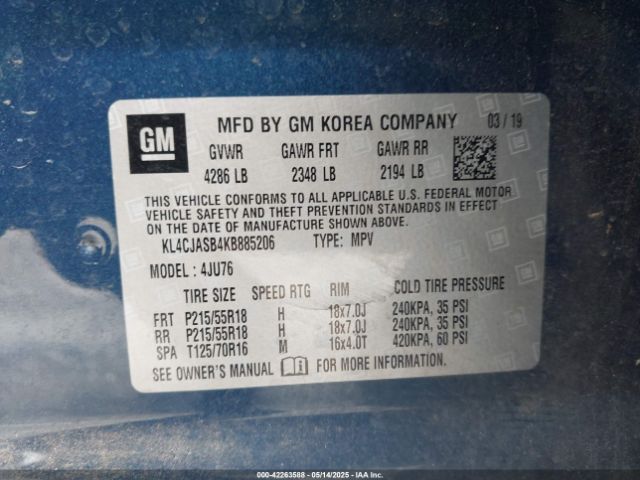 GM
MFD BY GM KOREA COMPANY 03 / 19
GVWR GAWR FRT GAWR RR
4286 LB 2348 LB 2194 LB
THIS VEHICLE CONFORMS TO ALL APPLICABLE U.S. FEDERAL MOTOR
VEHICLE SAFETY AND THEFT PREVENTION STANDARDS IN EFFECT
ON THE DATE OF MANUFACTURE SHOWN ABOVE.
KL4CJASB4KB885206 TYPE: MPV
MODEL : 4JU76
TIRE SIZE SPEED RTG RIM COLD TIRE PRESSURE
FRT P215/55R18 H 18x7.0J 240KPA, 35 PSI
RR P215/55R18 H 18x7.0J 240KPA, 35 PSI
SPA T125/70R16 M 16x4.0T 420KPA, 60 PSI
SEE OWNER'S MANUAL FOR MORE INFORMATION.
000-42263588 - 05/14/2025 - IAA Inc.